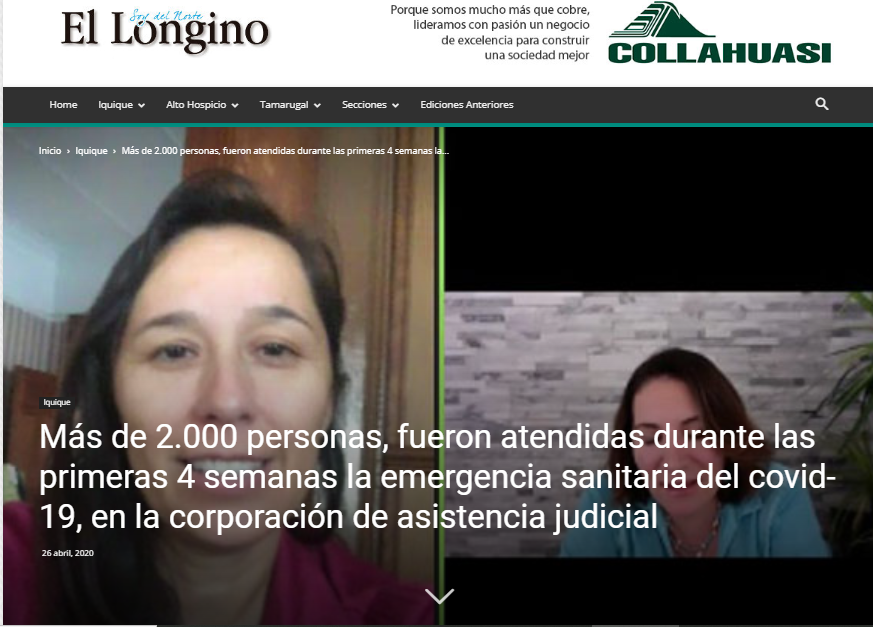 Soy del Norte
El Longino
Porque somos mucho más que cobre,
lideramos con pasión un negocio
de excelencia para construir
una sociedad mejor
COLLAHUASI
Home Iquique Alto Hospicio Tamarugal Secciones Ediciones Anteriores
Inicio › Iquique › Más de 2.000 personas, fueron atendidas durante las primeras 4 semanas la...
Iquique
Más de 2.000 personas, fueron atendidas durante las
primeras 4 semanas la emergencia sanitaria del covid-
19, en la corporación de asistencia judicial
26 abril, 2020